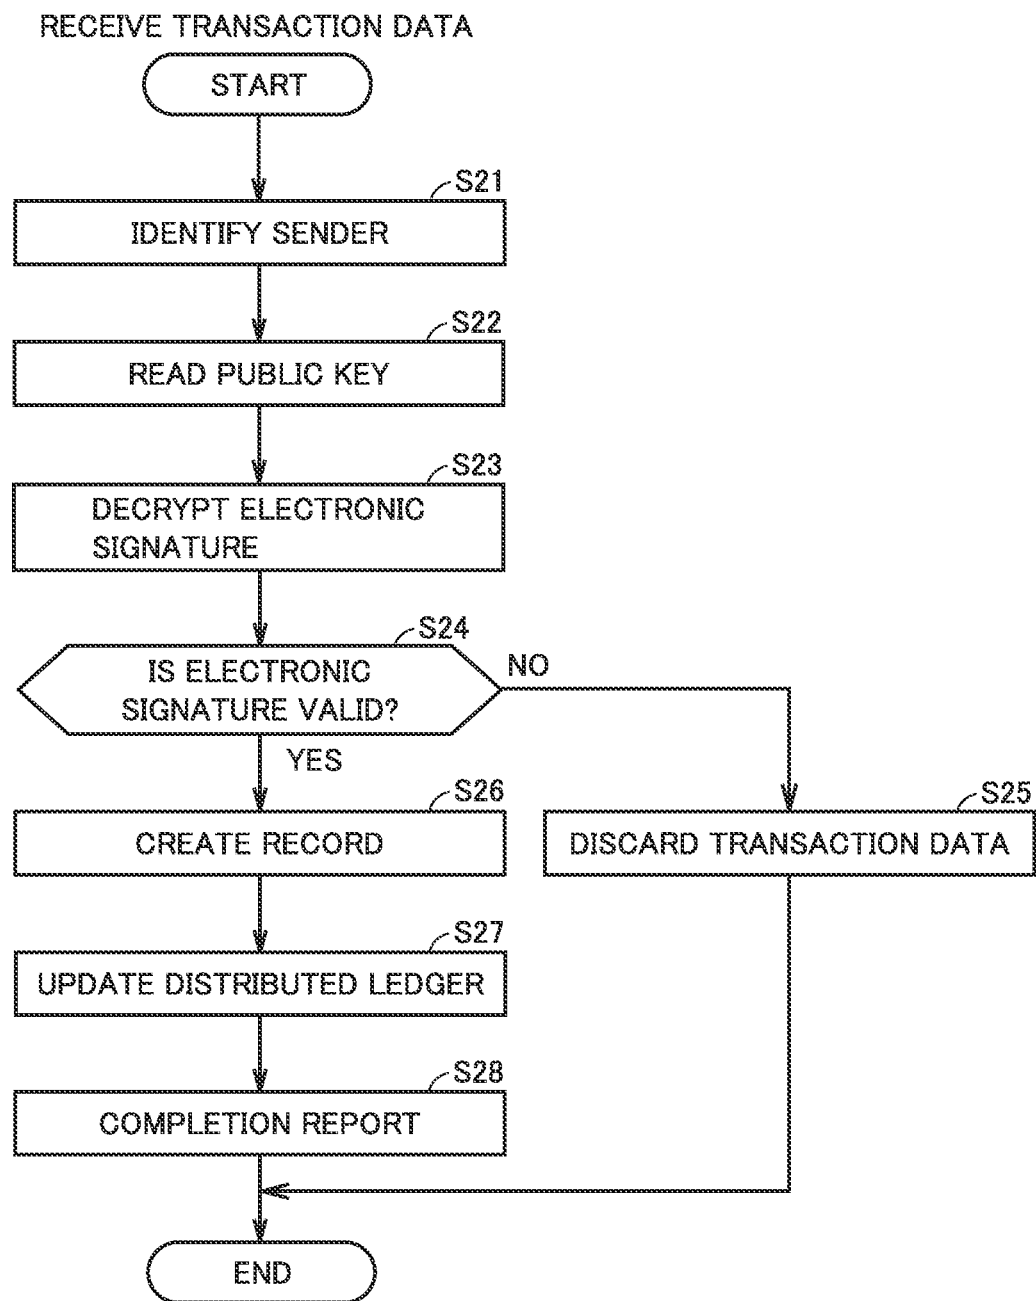 RECEIVE TRANSACTION DATA
START
S21
IDENTIFY SENDER
S22
READ PUBLIC KEY
S23
DECRYPT ELECTRONIC
SIGNATURE
S24
IS ELECTRONIC
SIGNATURE VALID?
NO
YES
S26
CREATE RECORD
S25
DISCARD TRANSACTION DATA
S27
UPDATE DISTRIBUTED LEDGER
S28
COMPLETION REPORT
END